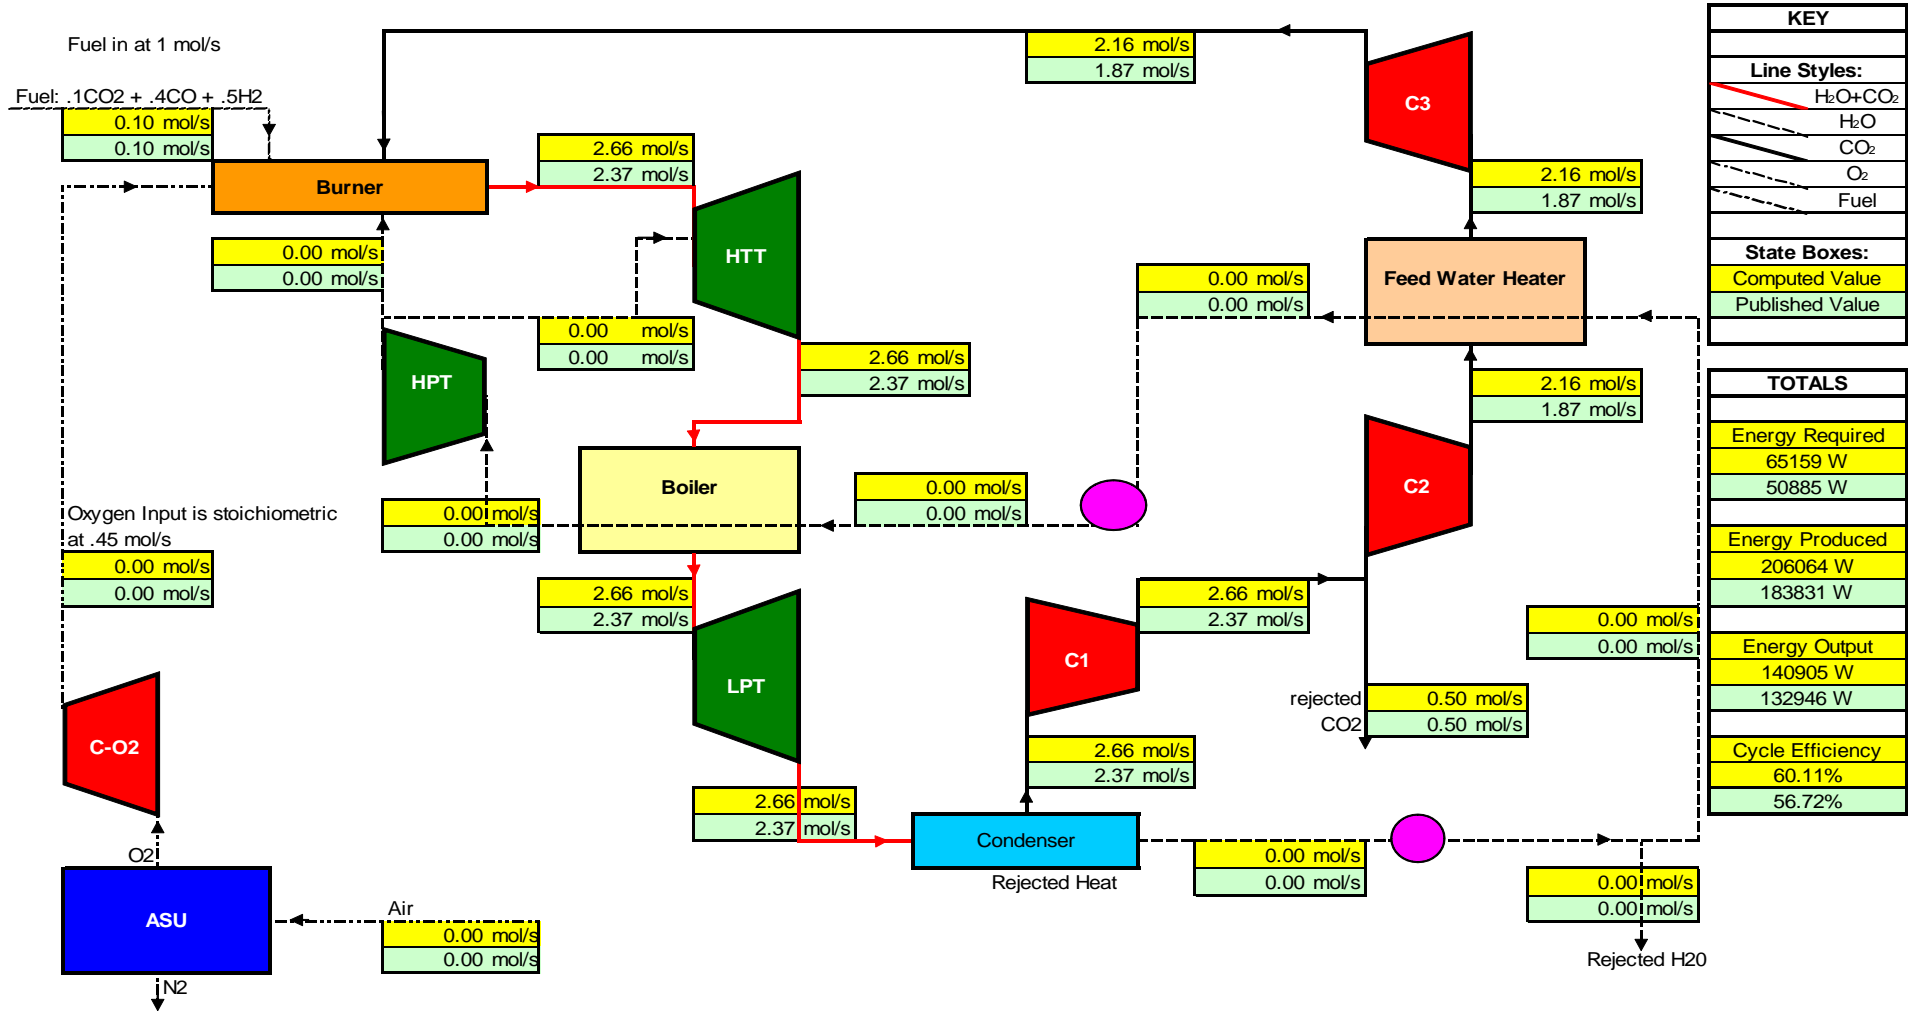 Fuel in at 1 mol/s
Fuel: .1CO2 + .4CO + .5H2
0.10 mol/s
0.10 mol/s
Burner
2.66 mol/s
2.37 mol/s
2.16 mol/s
1.87 mol/s
C3
2.16 mol/s
1.87 mol/s
0.00 mol/s
0.00 mol/s
HTT
0.00 mol/s
0.00 mol/s
Feed Water Heater
0.00 mol/s
0.00 mol/s
HPT
2.66 mol/s
2.37 mol/s
2.16 mol/s
1.87 mol/s
Boiler
0.00 mol/s
0.00 mol/s
C2
0.00 mol/s
0.00 mol/s
Oxygen Input is stoichiometric
at .45 mol/s
0.00 mol/s
0.00 mol/s
2.66 mol/s
2.37 mol/s
2.66 mol/s
2.37 mol/s
0.00 mol/s
0.00 mol/s
C1
LPT
rejected
CO2
0.50 mol/s
0.50 mol/s
C-O2
2.66 mol/s
2.37 mol/s
2.66 mol/s
2.37 mol/s
Condenser
Rejected Heat
0.00 mol/s
0.00 mol/s
0.00 mol/s
0.00 mol/s
Rejected H20
O2
ASU
Air
0.00 mol/s
0.00 mol/s
N2
KEY
Line Styles:
H2O+CO2
H2O
CO2
O2
Fuel
State Boxes:
Computed Value
Published Value
TOTALS
Energy Required
65159 W
50885 W
Energy Produced
206064 W
183831 W
Energy Output
140905 W
132946 W
Cycle Efficiency
60.11%
56.72%